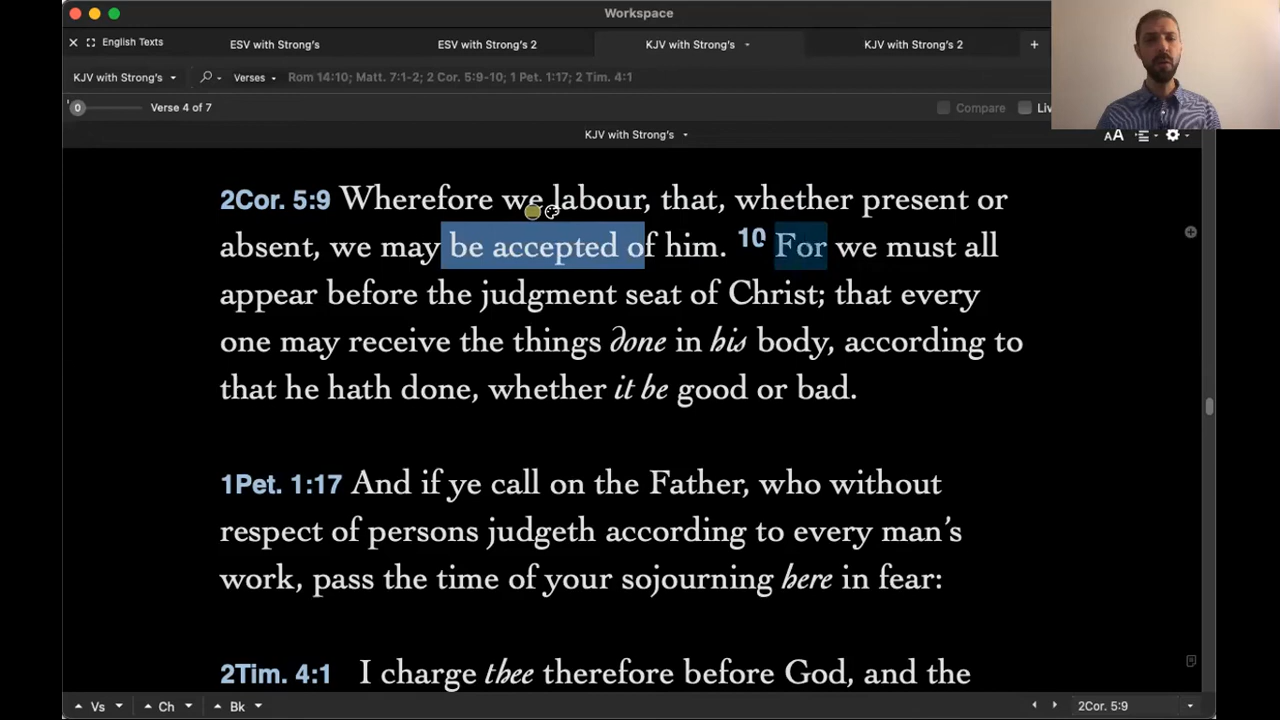 Workspace
English Texts ESV with Strong's ESV with Strong's 2 KJV with Strong's KJV with Strong's 2
KJV with Strong's Verses Rom 14:10; Matt. 7:1-2; 2 Cor. 5:9-10; 1 Pet. 1:17; 2 Tim. 4:1
0 Verse 4 of 7 Compare Liv
KJV with Strong's AA
2Cor. 5:9 Wherefore we labour, that, whether present or
absent, we may be accepted of him. 10 For we must all
appear before the judgment seat of Christ; that every
one may receive the things done in his body, according to
that he hath done, whether it be good or bad.
1Pet. 1:17 And if ye call on the Father, who without
respect of persons judgeth according to every man's
work, pass the time of your sojourning here in fear:
2Tim. 4:1 I charge thee therefore before God, and the
Vs Ch Bk 2Cor. 5:9